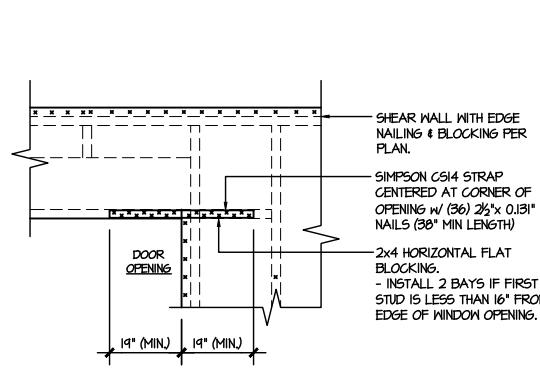 SHEAR WALL WITH EDGE
NAILING & BLOCKING PER
PLAN.
SIMPSON CS14 STRAP
CENTERED AT CORNER OF
OPENING W/ (36) 2½"x 0.131"
NAILS (38" MIN LENGTH)
2x4 HORIZONTAL FLAT
BLOCKING.
- INSTALL 2 BAYS IF FIRST
STUD IS LESS THAN 16" FRO
EDGE OF WINDOW OPENING.
DOOR
OPENING
19" (MIN.) 19" (MIN.)